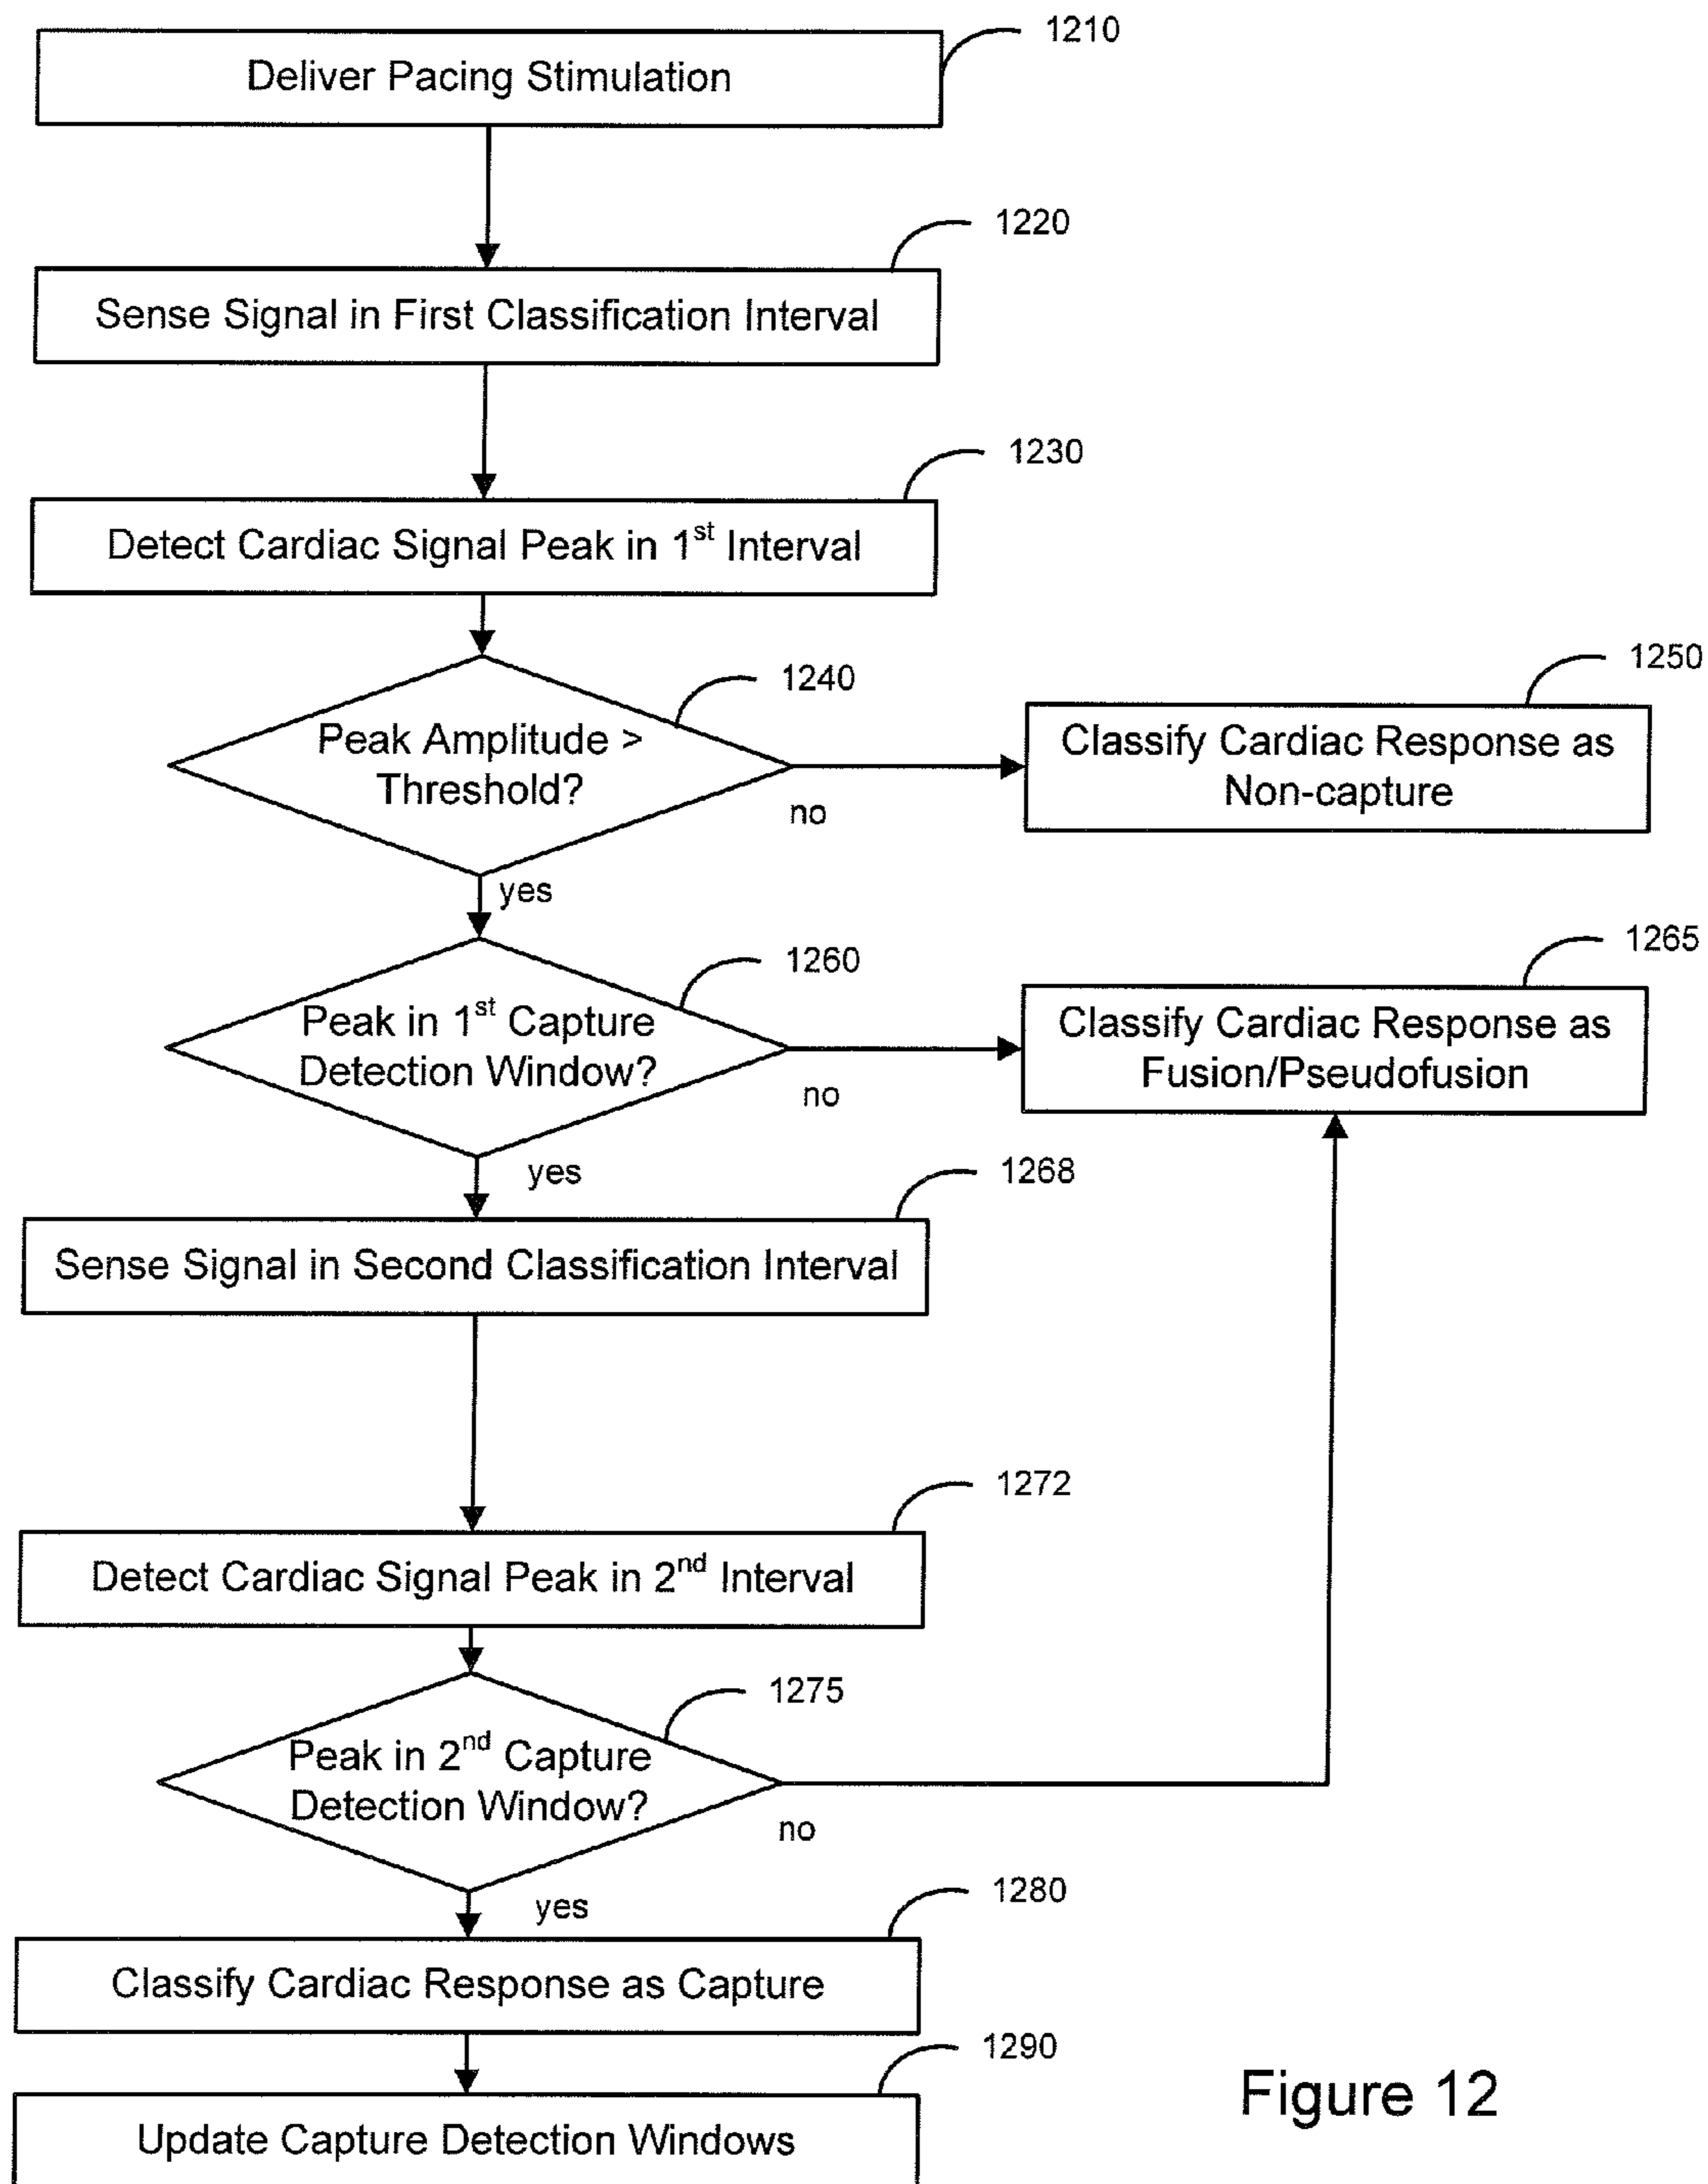 1210
Deliver Pacing Stimulation
1220
Sense Signal in First Classification Interval
1230
Detect Cardiac Signal Peak in 1st Interval
1240
Peak Amplitude >
Threshold?
no
yes
1250
Classify Cardiac Response as
Non-capture
1260
Peak in 1st Capture
Detection Window?
no
yes
1265
Classify Cardiac Response as
Fusion/Pseudofusion
1268
Sense Signal in Second Classification Interval
1272
Detect Cardiac Signal Peak in 2nd Interval
1275
Peak in 2nd Capture
Detection Window?
no
yes
1280
Classify Cardiac Response as Capture
1290
Update Capture Detection Windows
Figure 12